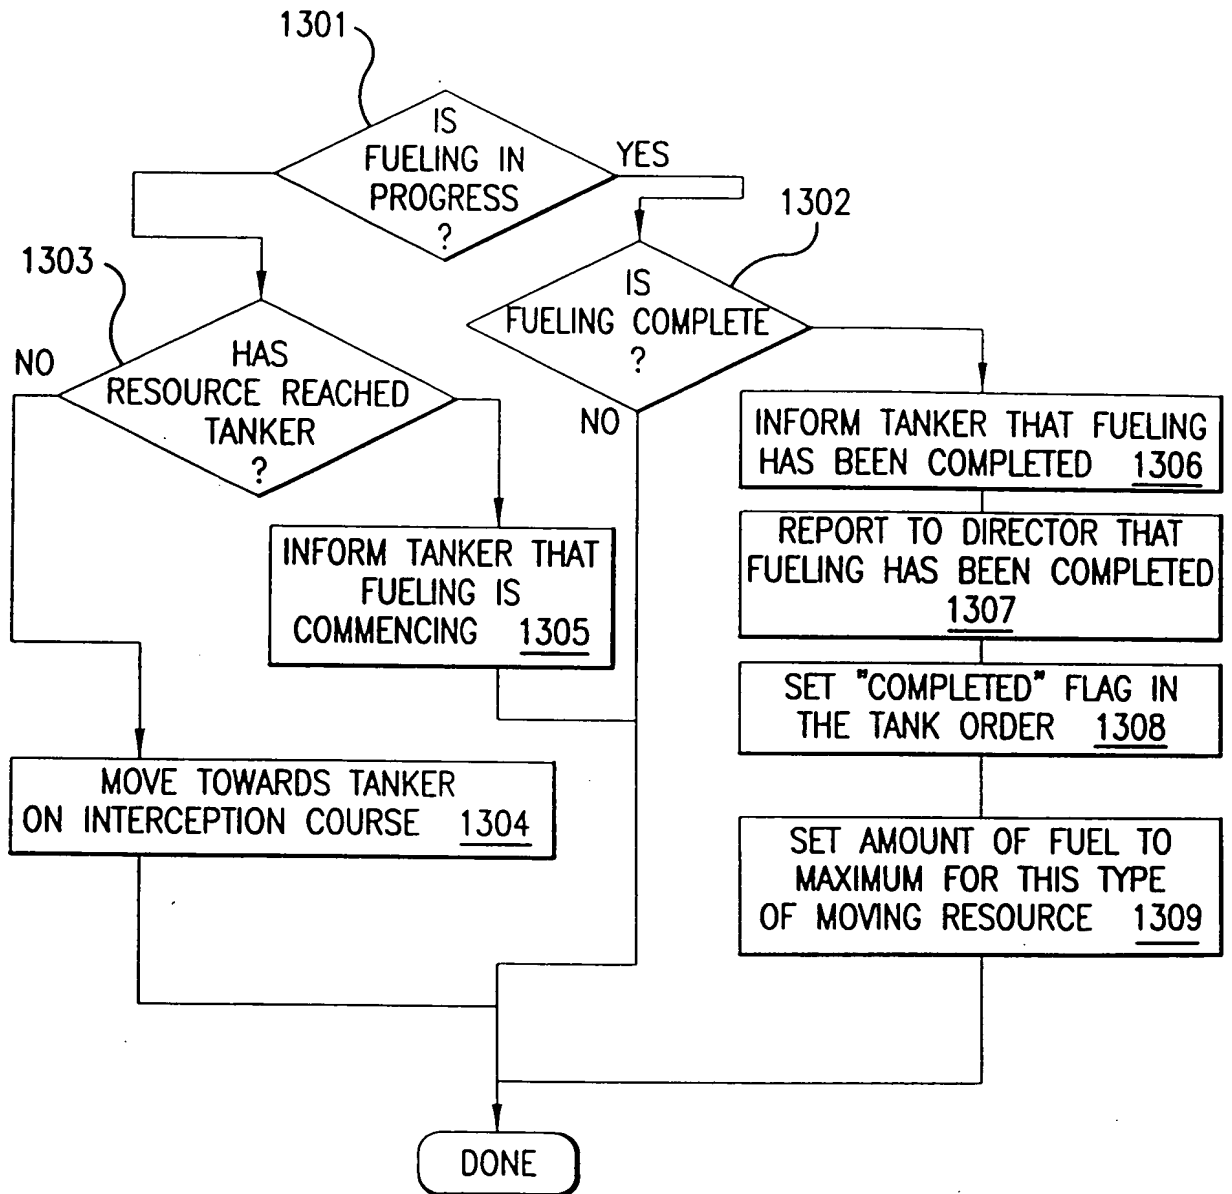 1301
IS
FUELING IN
PROGRESS
?
YES
1302
1303
IS
FUELING COMPLETE
?
NO
HAS
RESOURCE REACHED
TANKER
?
NO
INFORM TANKER THAT FUELING
HAS BEEN COMPLETED 1306
REPORT TO DIRECTOR THAT
FUELING HAS BEEN COMPLETED
1307
INFORM TANKER THAT
FUELING IS
COMMENCING 1305
SET "COMPLETED" FLAG IN
THE TANK ORDER 1308
MOVE TOWARDS TANKER
ON INTERCEPTION COURSE 1304
SET AMOUNT OF FUEL TO
MAXIMUM FOR THIS TYPE
OF MOVING RESOURCE 1309
DONE